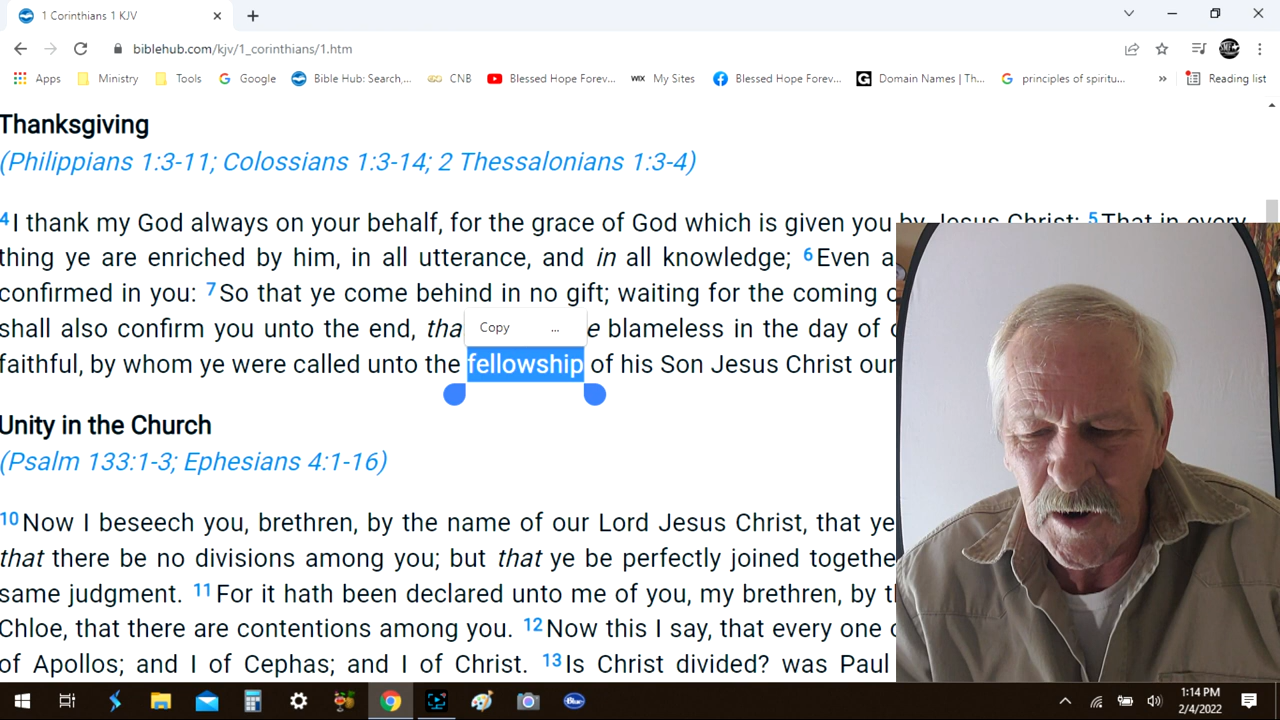 1 Corinthians 1 KJV
biblehub.com/kjv/1_corinthians/1.htm
Apps Ministry Tools Google Bible Hub: Search,... CNB Blessed Hope Forev... WIX My Sites Blessed Hope Forev... Domain Names | Th... principles of spiritu... » Reading list
Thanksgiving
(Philippians 1:3-11; Colossians 1:3-14; 2 Thessalonians 1:3-4)
4 I thank my God always on your behalf, for the grace of God which is given you by Jesus Christ; 5 That in every
thing ye are enriched by him, in all utterance, and in all knowledge; 6 Even a
confirmed in you: 7 So that ye come behind in no gift; waiting for the coming
shall also confirm you unto the end, tha Copy ... e blameless in the day of
faithful, by whom ye were called unto the fellowship of his Son Jesus Christ our
Unity in the Church
(Psalm 133:1-3; Ephesians 4:1-16)
10 Now I beseech you, brethren, by the name of our Lord Jesus Christ, that ye
that there be no divisions among you; but that ye be perfectly joined togethe
same judgment. 11 For it hath been declared unto me of you, my brethren, by
Chloe, that there are contentions among you. 12 Now this I say, that every one
of Apollos; and I of Cephas; and I of Christ. 13 Is Christ divided? was Paul
1:14 PM
2/4/2022